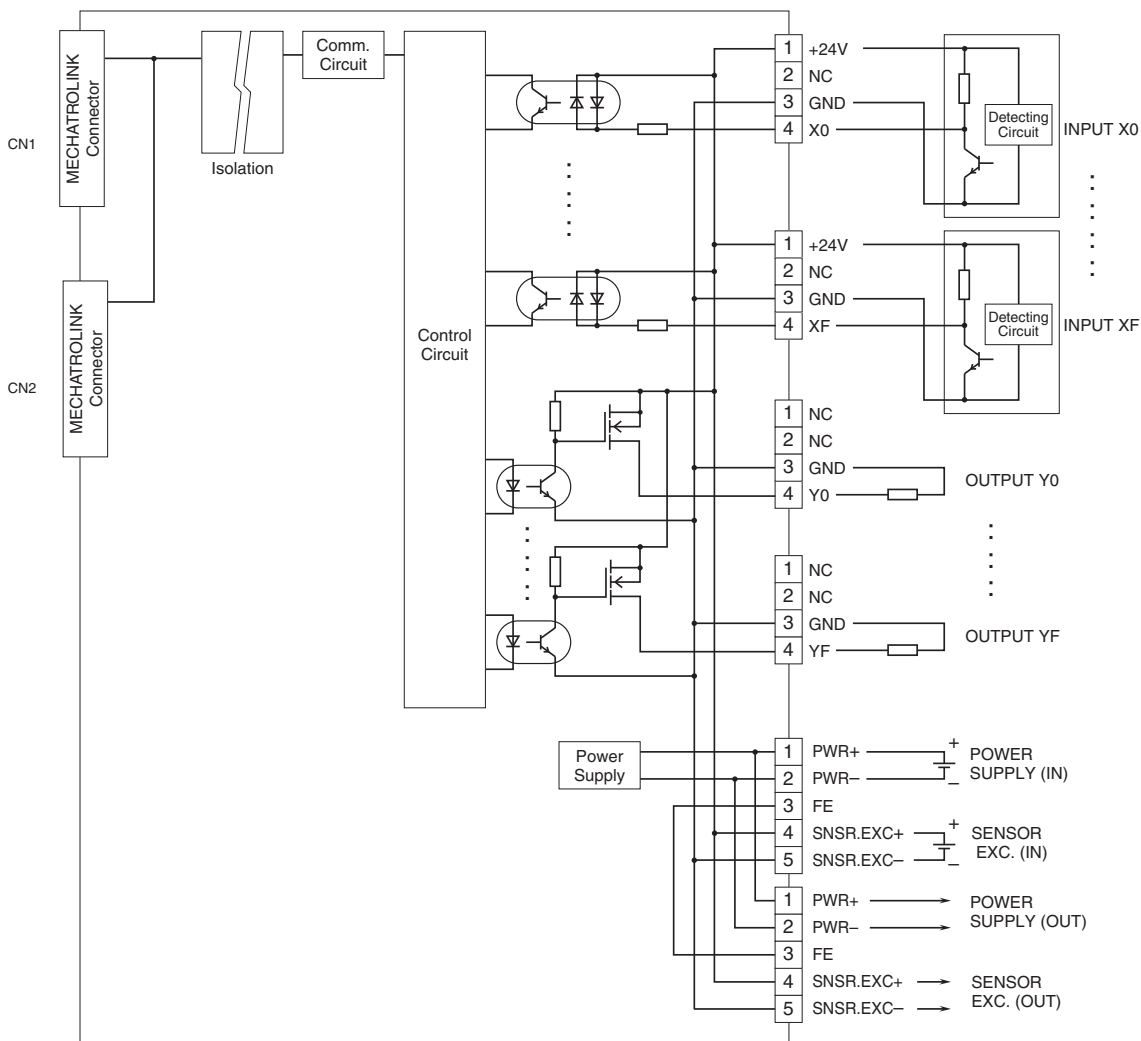 CN1
MECHATROLINK
Connector
Isolation
Comm.
Circuit
Control
Circuit
CN2
MECHATROLINK
Connector
1 +24V
2 NC
3 GND
4 X0
Detecting
Circuit
INPUT X0
1 +24V
2 NC
3 GND
4 XF
Detecting
Circuit
INPUT XF
1 NC
2 NC
3 GND
4 Y0
OUTPUT Y0
1 NC
2 NC
3 GND
4 YF
OUTPUT YF
Power
Supply
1 PWR+
2 PWR–
3 FE
4 SNSR.EXC+
5 SNSR.EXC–
+
–
POWER
SUPPLY (IN)
+
–
SENSOR
EXC. (IN)
1 PWR+
2 PWR–
3 FE
4 SNSR.EXC+
5 SNSR.EXC–
POWER
SUPPLY (OUT)
SENSOR
EXC. (OUT)